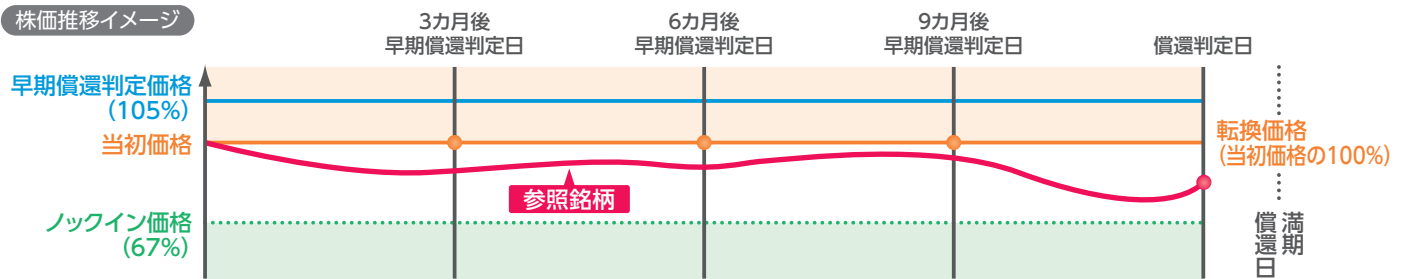 株価推移イメージ
3カ月後
早期償還判定日
6カ月後
早期償還判定日
9カ月後
早期償還判定日
償還判定日
早期償還判定価格
(105%)
当初価格
転換価格
(当初価格の100%)
参照銘柄
ノックイン価格
(67%)
満期
償還日